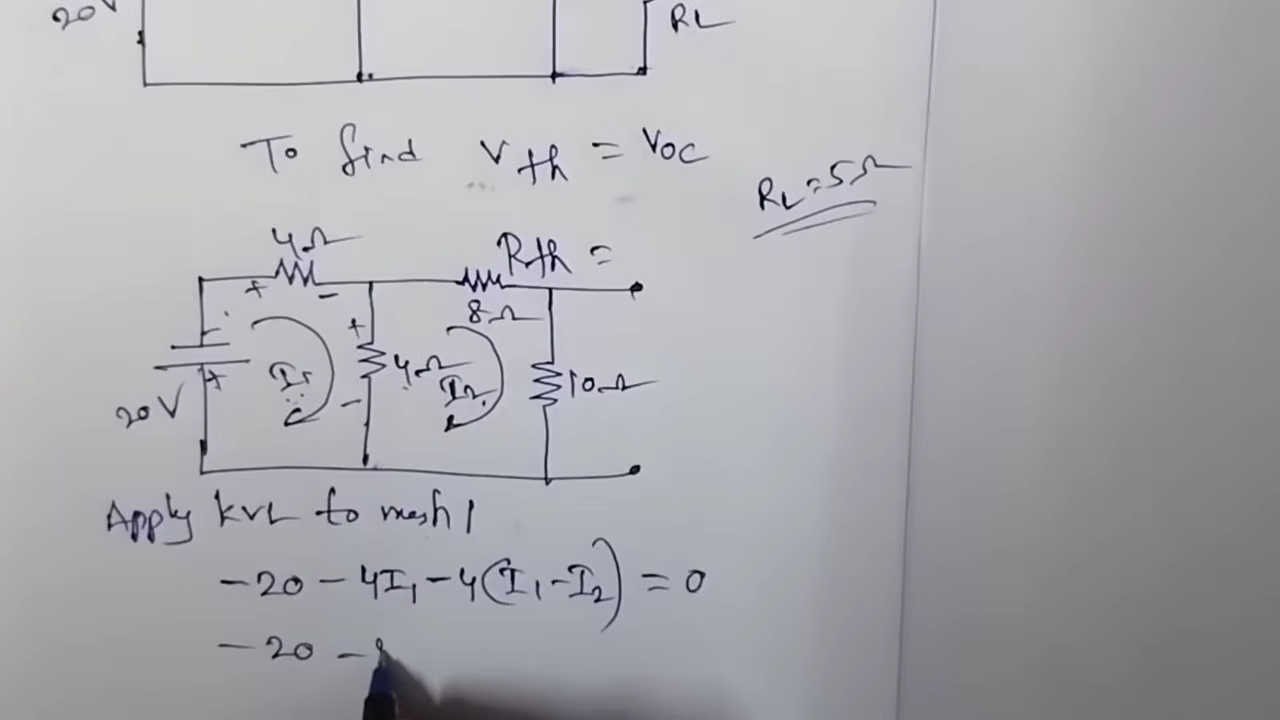 20V
RL
To find Vth = Voc
RL = 5Ω
4Ω
Rth =
+ -
8Ω
-
+
4Ω
I1
I2
10Ω
+
-
20V
Apply KVL to mesh 1
-20 - 4I1 - 4(I1 - I2) = 0
-20 -